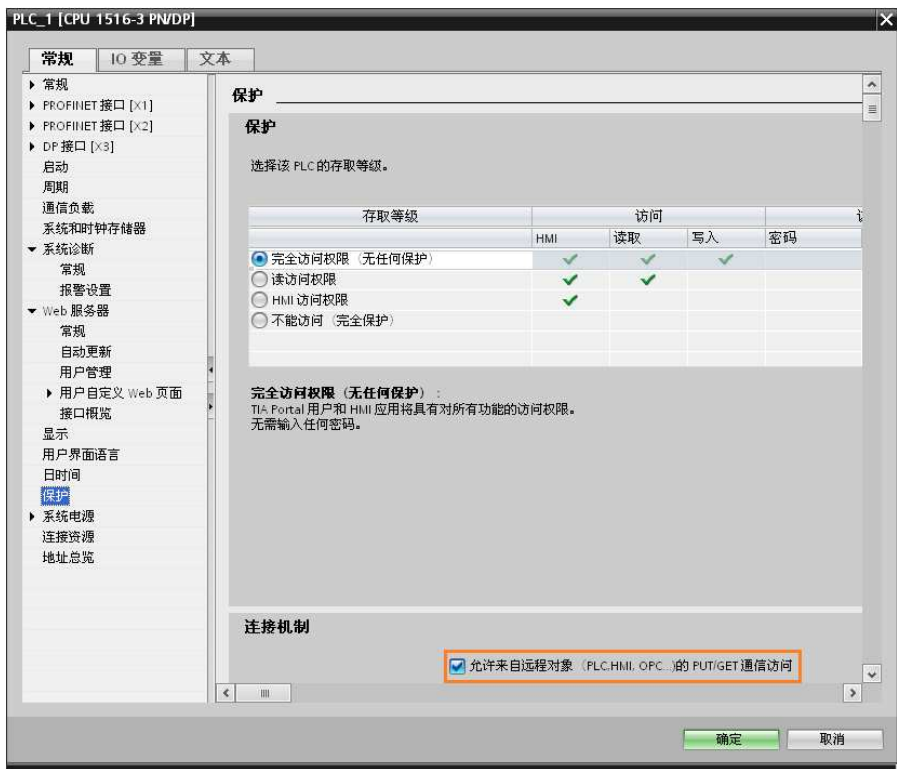 PLC_1 [CPU 1516-3 PN/DP]
常规 IO 变量 文本
常规
PROFINET 接口 [X1]
PROFINET 接口 [X2]
DP 接口 [X3]
启动
周期
通信负载
系统和时钟存储器
系统诊断
常规
报警设置
Web 服务器
常规
自动更新
用户管理
用户自定义 Web 页面
接口概览
显示
用户界面语言
日时间
保护
系统电源
连接资源
地址总览
保护
保护
选择该 PLC 的存取等级。
存取等级 访问
HMI 读取 写入 密码
完全访问权限（无任何保护）
读访问权限
HMI 访问权限
不能访问（完全保护）
完全访问权限（无任何保护）：
TIA Portal 用户和 HMI 应用将具有对所有功能的访问权限。
无需输入任何密码。
连接机制
允许来自远程对象（PLC,HMI, OPC...)的 PUT/GET 通信访问
确定 取消